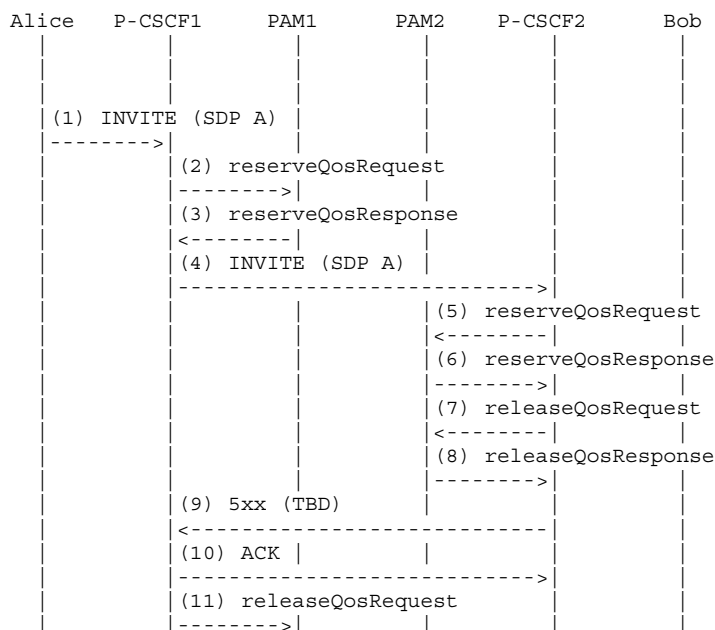 Alice P-CSCF1 PAM1 PAM2 P-CSCF2 Bob
(1) INVITE (SDP A)
(2) reserveQosRequest
(3) reserveQosResponse
(4) INVITE (SDP A)
(5) reserveQosRequest
(6) reserveQosResponse
(7) releaseQosRequest
(8) releaseQosResponse
(9) 5xx (TBD)
(10) ACK
(11) releaseQosRequest